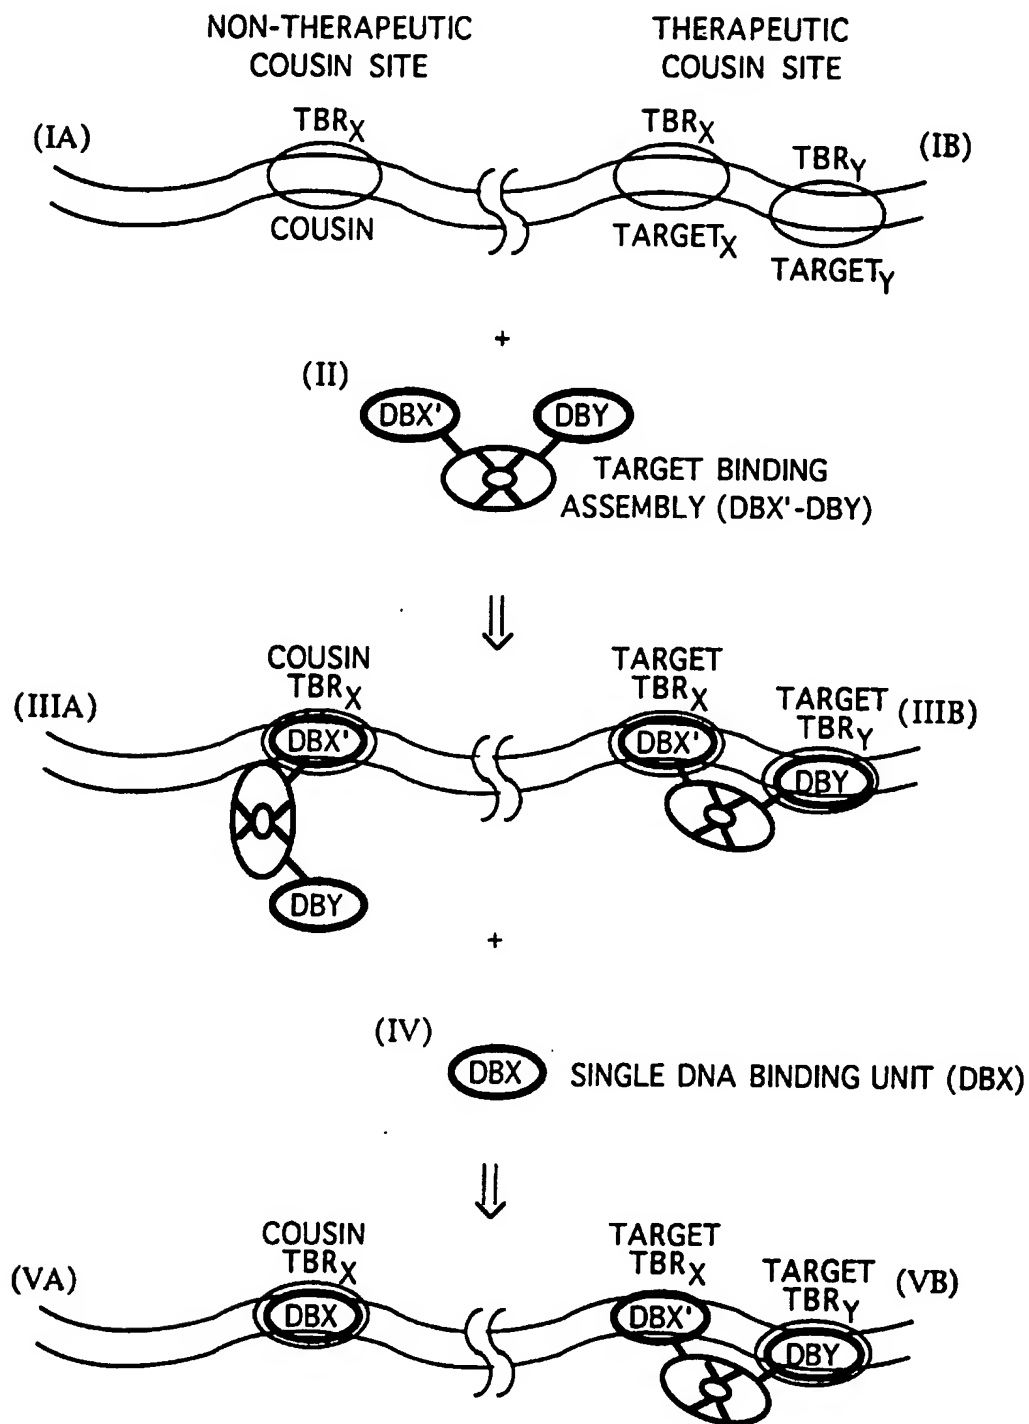 NON-THERAPEUTIC
COUSIN SITE
THERAPEUTIC
COUSIN SITE
(IA)
TBRX
TBRX
TBRY
(IB)
COUSIN
TARGETX
TARGETY
+
(II)
DBX'
DBY
TARGET BINDING
ASSEMBLY (DBX'-DBY)
COUSIN
TBRX
TARGET
TBRX
TARGET
TBRY
(IIIA)
(IIIB)
DBX'
DBX'
DBY
DBY
+
(IV)
DBX
SINGLE DNA BINDING UNIT (DBX)
COUSIN
TBRX
TARGET
TBRX
TARGET
TBRY
(VA)
(VB)
DBX
DBX'
DBY